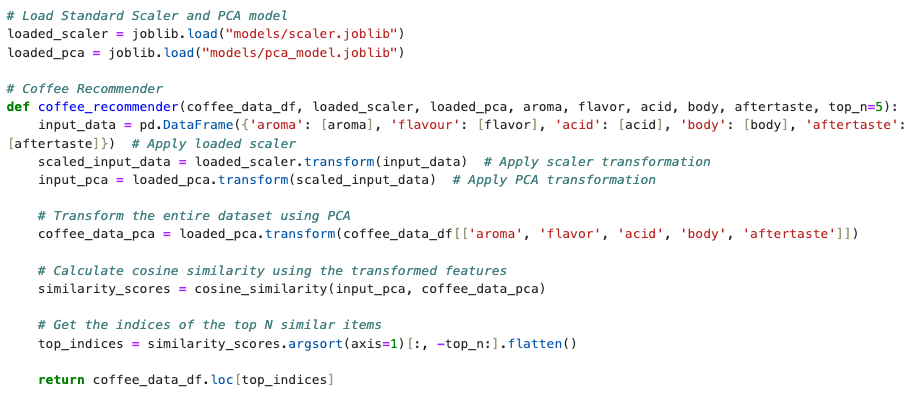 # Load Standard Scaler and PCA model
loaded_scaler = joblib.load("models/scaler.joblib")
loaded_pca = joblib.load("models/pca_model.joblib")

# Coffee Recommender
def coffee_recommender(coffee_data_df, loaded_scaler, loaded_pca, aroma, flavor, acid, body, aftertaste, top_n=5):
    input_data = pd.DataFrame({'aroma': [aroma], 'flavour': [flavor], 'acid': [acid], 'body': [body], 'aftertaste':
[aftertaste]})  # Apply loaded scaler
    scaled_input_data = loaded_scaler.transform(input_data)  # Apply scaler transformation
    input_pca = loaded_pca.transform(scaled_input_data)  # Apply PCA transformation

    # Transform the entire dataset using PCA
    coffee_data_pca = loaded_pca.transform(coffee_data_df[['aroma', 'flavor', 'acid', 'body', 'aftertaste']])

    # Calculate cosine similarity using the transformed features
    similarity_scores = cosine_similarity(input_pca, coffee_data_pca)

    # Get the indices of the top N similar items
    top_indices = similarity_scores.argsort(axis=1)[:, -top_n:].flatten()

    return coffee_data_df.loc[top_indices]